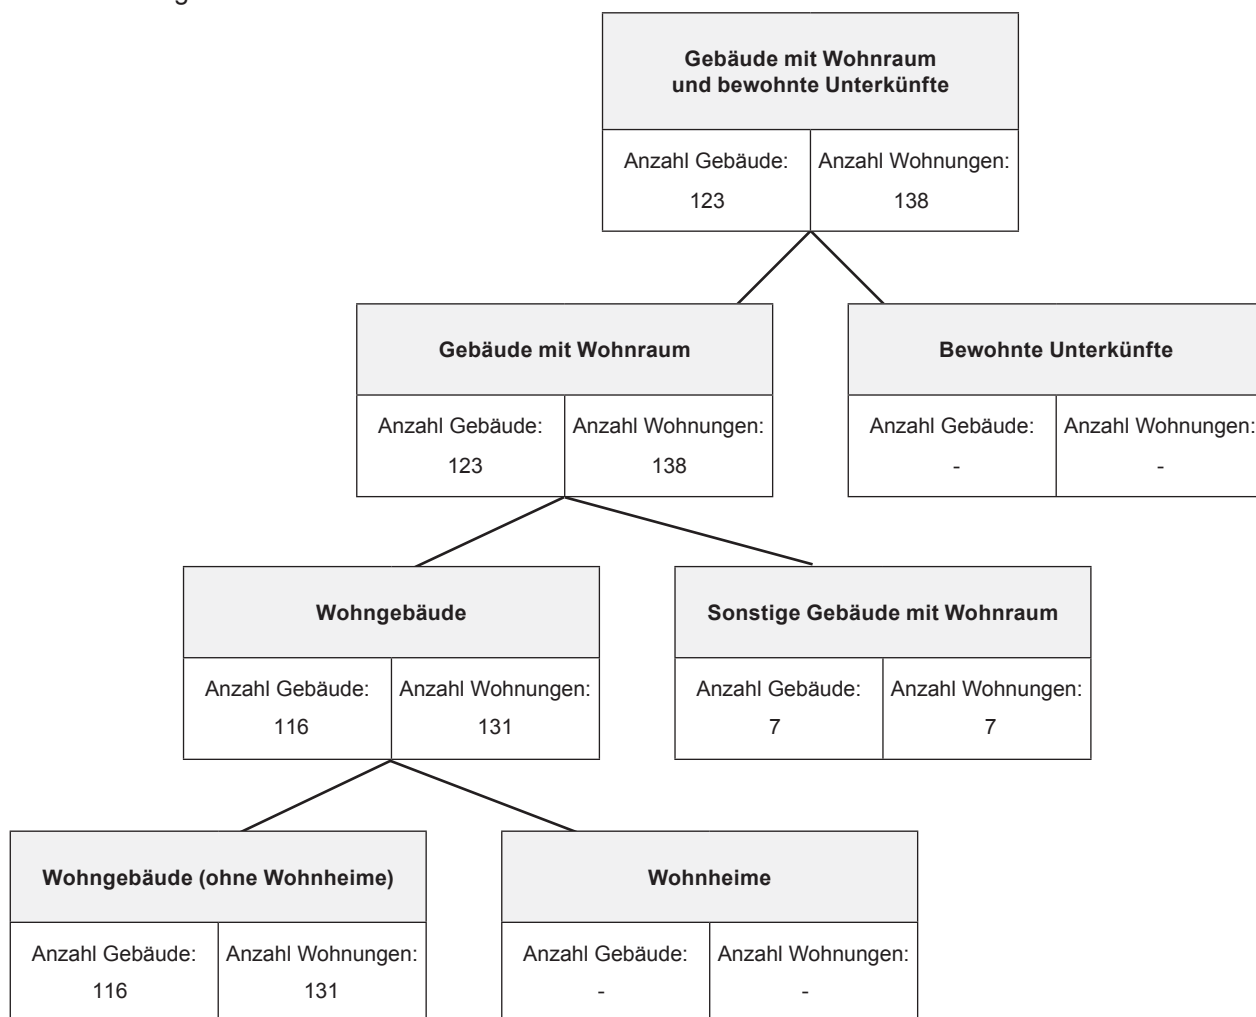 Gebäude mit Wohnraum
und bewohnte Unterkünfte
Anzahl Gebäude: Anzahl Wohnungen:
123 138
Gebäude mit Wohnraum
Anzahl Gebäude: Anzahl Wohnungen:
123 138
Bewohnte Unterkünfte
Anzahl Gebäude: Anzahl Wohnungen:
- -
Wohngebäude
Anzahl Gebäude: Anzahl Wohnungen:
116 131
Sonstige Gebäude mit Wohnraum
Anzahl Gebäude: Anzahl Wohnungen:
7 7
Wohngebäude (ohne Wohnheime)
Anzahl Gebäude: Anzahl Wohnungen:
116 131
Wohnheime
Anzahl Gebäude: Anzahl Wohnungen:
- -